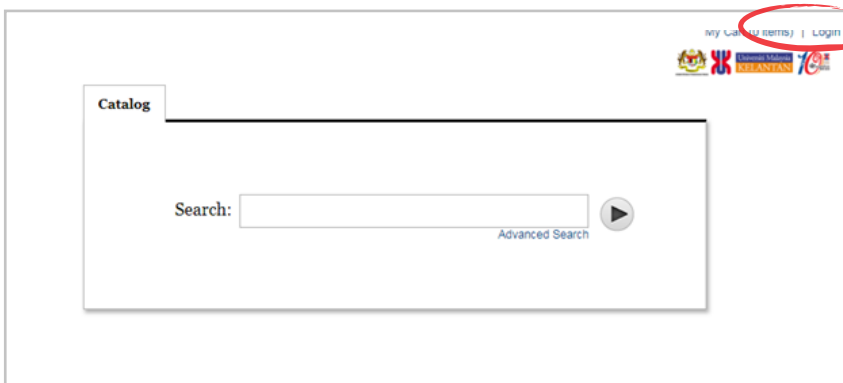 My Cart (0 items) | Login
Universiti Malaysia
KELANTAN
Catalog
Search:
Advanced Search